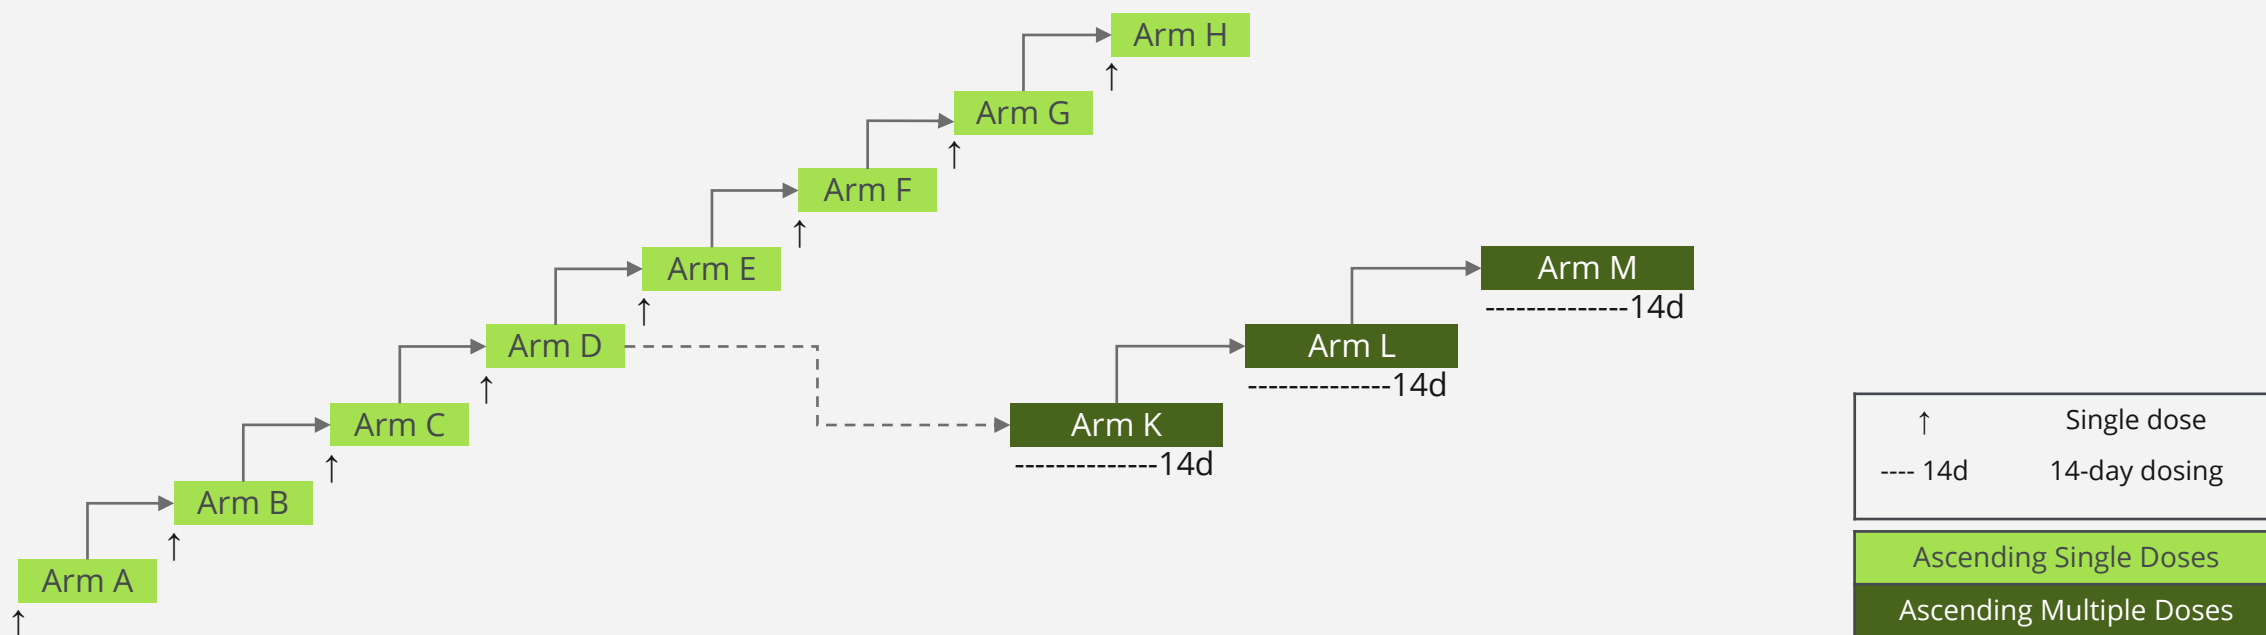 Arm H
↑
Arm G
↑
Arm F
↑
Arm E
↑
Arm M
--------------14d
Arm D
↑
Arm L
--------------14d
Arm C
↑
Arm K
--------------14d
Arm B
↑
Arm A
↑
↑ Single dose
---- 14d 14-day dosing
Ascending Single Doses
Ascending Multiple Doses